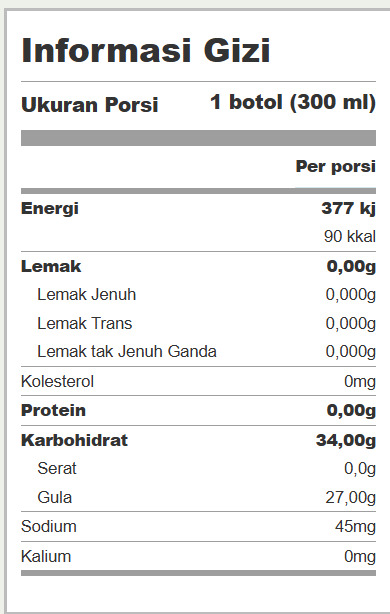 Informasi Gizi
Ukuran Porsi 1 botol (300 ml)
Per porsi
Energi 377 kj
90 kkal
Lemak 0,00g
Lemak Jenuh 0,000g
Lemak Trans 0,000g
Lemak tak Jenuh Ganda 0,000g
Kolesterol 0mg
Protein 0,00g
Karbohidrat 34,00g
Serat 0,0g
Gula 27,00g
Sodium 45mg
Kalium 0mg